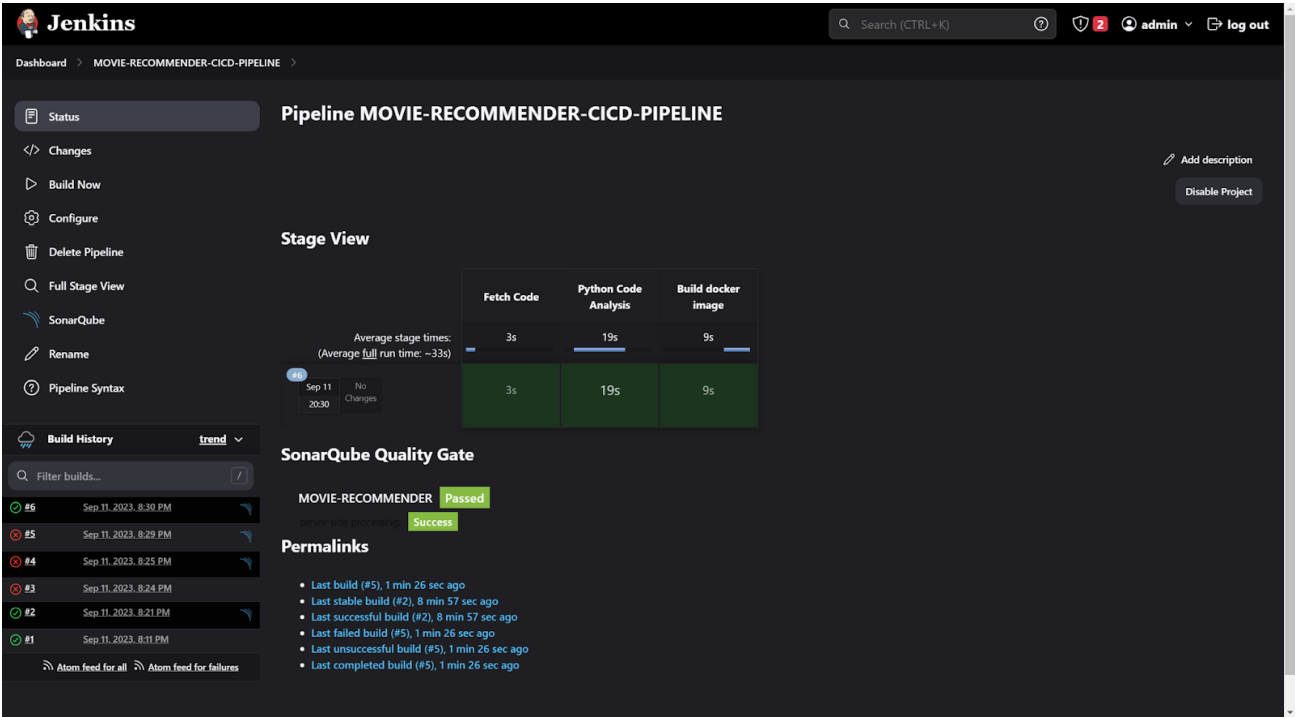 Jenkins
Search (CTRL+K)
2
admin
log out
Dashboard
MOVIE-RECOMMENDER-CICD-PIPELINE
Status
Changes
Build Now
Configure
Delete Pipeline
Full Stage View
SonarQube
Rename
Pipeline Syntax
Build History
trend
Filter builds...
/
#6 Sep 11, 2023, 8:30 PM
#5 Sep 11, 2023, 8:29 PM
#4 Sep 11, 2023, 8:25 PM
#3 Sep 11, 2023, 8:24 PM
#2 Sep 11, 2023, 8:21 PM
#1 Sep 11, 2023, 8:11 PM
Atom feed for all Atom feed for failures
Pipeline MOVIE-RECOMMENDER-CICD-PIPELINE
Add description
Disable Project
Stage View
Fetch Code
Python Code
Analysis
Build docker
image
Average stage times:
(Average full run time: ~33s)
3s
19s
9s
#6
Sep 11
20:30
No
Changes
3s
19s
9s
SonarQube Quality Gate
MOVIE-RECOMMENDER Passed
server-side processing: Success
Permalinks
Last build (#5), 1 min 26 sec ago
Last stable build (#2), 8 min 57 sec ago
Last successful build (#2), 8 min 57 sec ago
Last failed build (#5), 1 min 26 sec ago
Last unsuccessful build (#5), 1 min 26 sec ago
Last completed build (#5), 1 min 26 sec ago